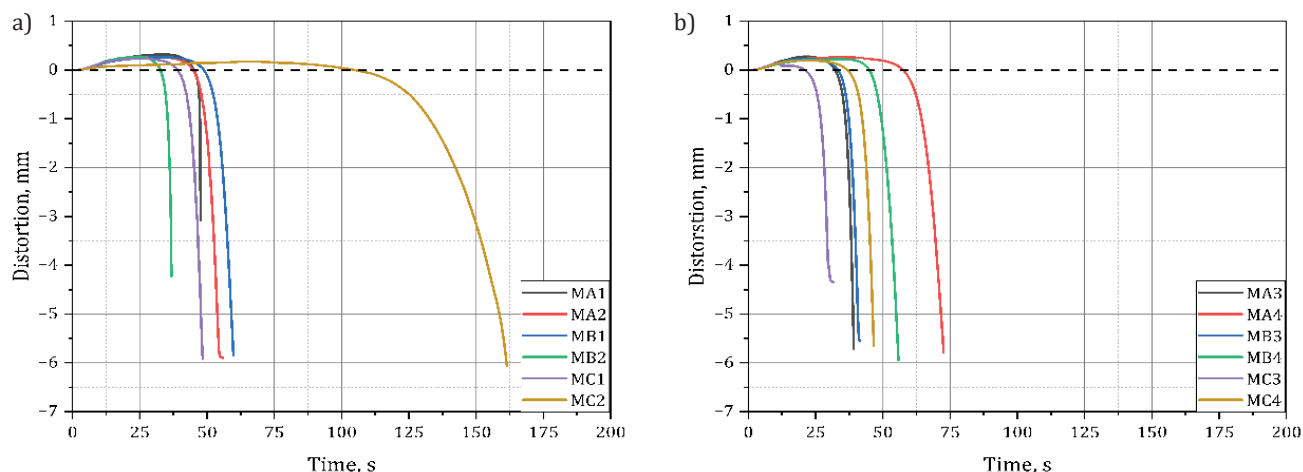 a)
1
0
−1
−2
−3
−4
−5
−6
−7
Distortion, mm
MA1
MA2
MB1
MB2
MC1
MC2
0 25 50 75 100 125 150 175 200
Time, s
b)
1
0
−1
−2
−3
−4
−5
−6
−7
Distorstion, mm
MA3
MA4
MB3
MB4
MC3
MC4
0 25 50 75 100 125 150 175 200
Time, s